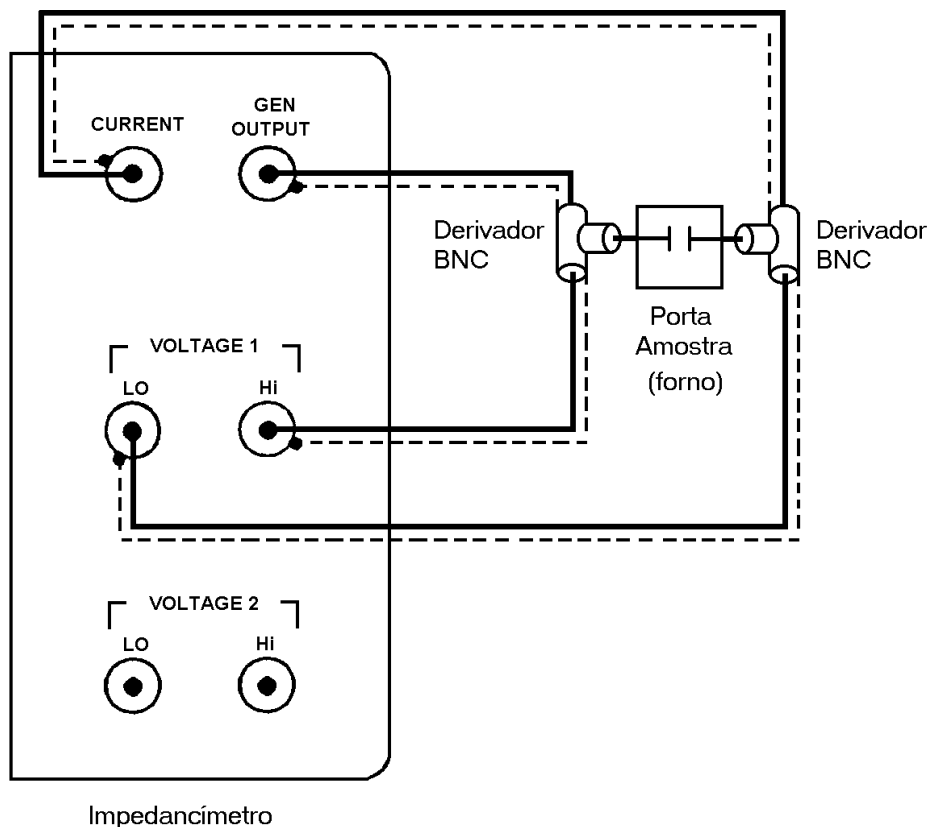 CURRENT
GEN
OUTPUT
Derivador
BNC
Derivador
BNC
Porta
Amostra
(forno)
VOLTAGE 1
LO
Hi
VOLTAGE 2
LO
Hi
Impedancímetro